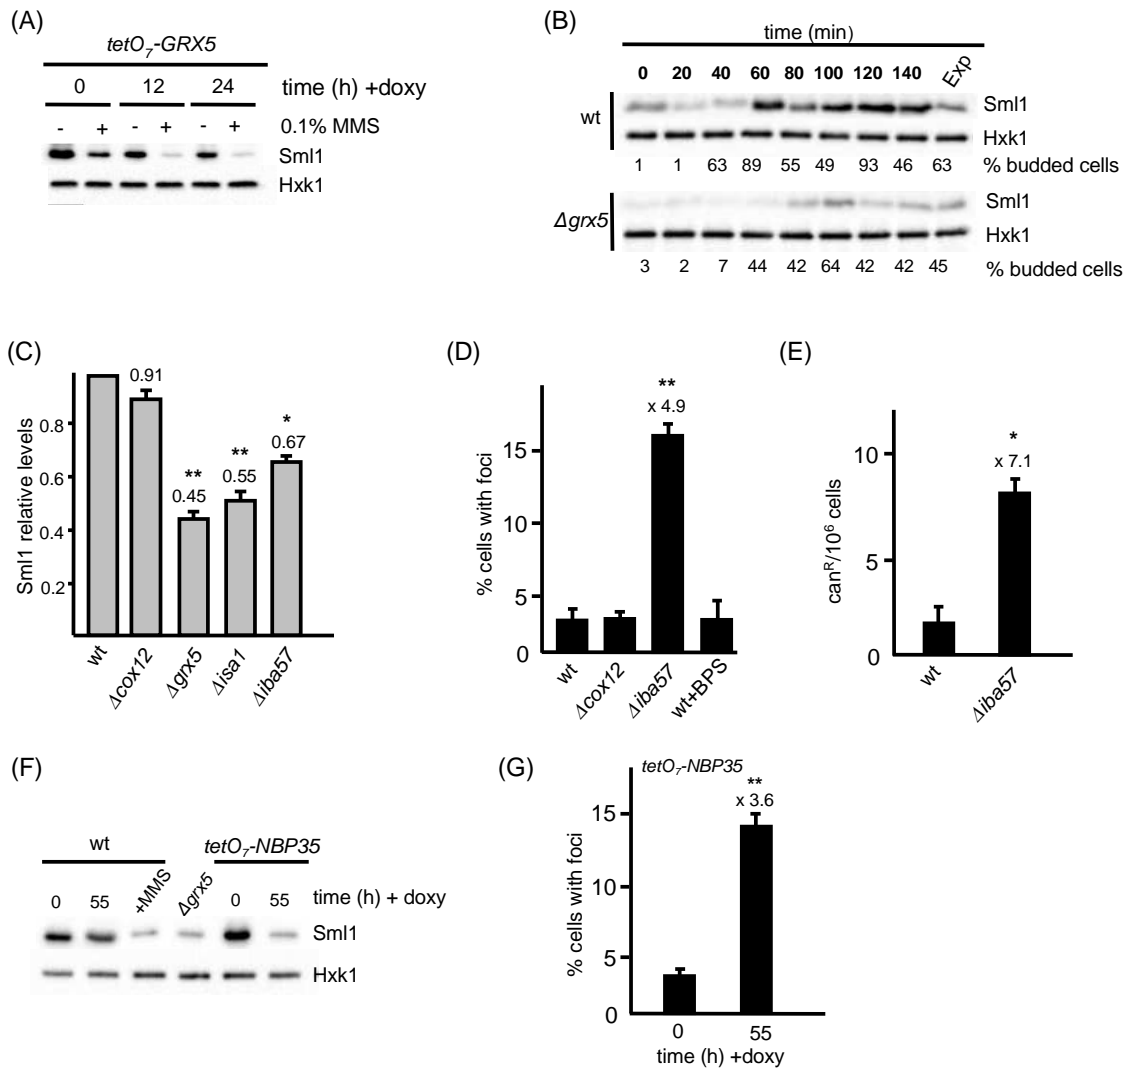 (A)
tetO7-GRX5
0 12 24 time (h) +doxy
- + - + - + 0.1% MMS
Sml1
Hxk1
(B)
time (min)
0 20 40 60 80 100 120 140 Exp
wt
Sml1
Hxk1
1 1 63 89 55 49 93 46 63 % budded cells
Δgrx5
Sml1
Hxk1
3 2 7 44 42 64 42 42 45 % budded cells
(C)
Sml1 relative levels
0.8
0.6
0.4
0.2
0.91
**
0.45
**
0.55
*
0.67
wt
Δcox12
Δgrx5
Δisa1
Δiba57
(D)
% cells with foci
15
10
5
0
**
x 4.9
wt
Δcox12
Δiba57
wt+BPS
(E)
canR/106 cells
10
5
0
*
x 7.1
wt
Δiba57
(F)
wt
tetO7-NBP35
0 55 +MMS Δgrx5 0 55 time (h) + doxy
Sml1
Hxk1
(G)
tetO7-NBP35
% cells with foci
15
10
5
0
**
x 3.6
0 55
time (h) +doxy